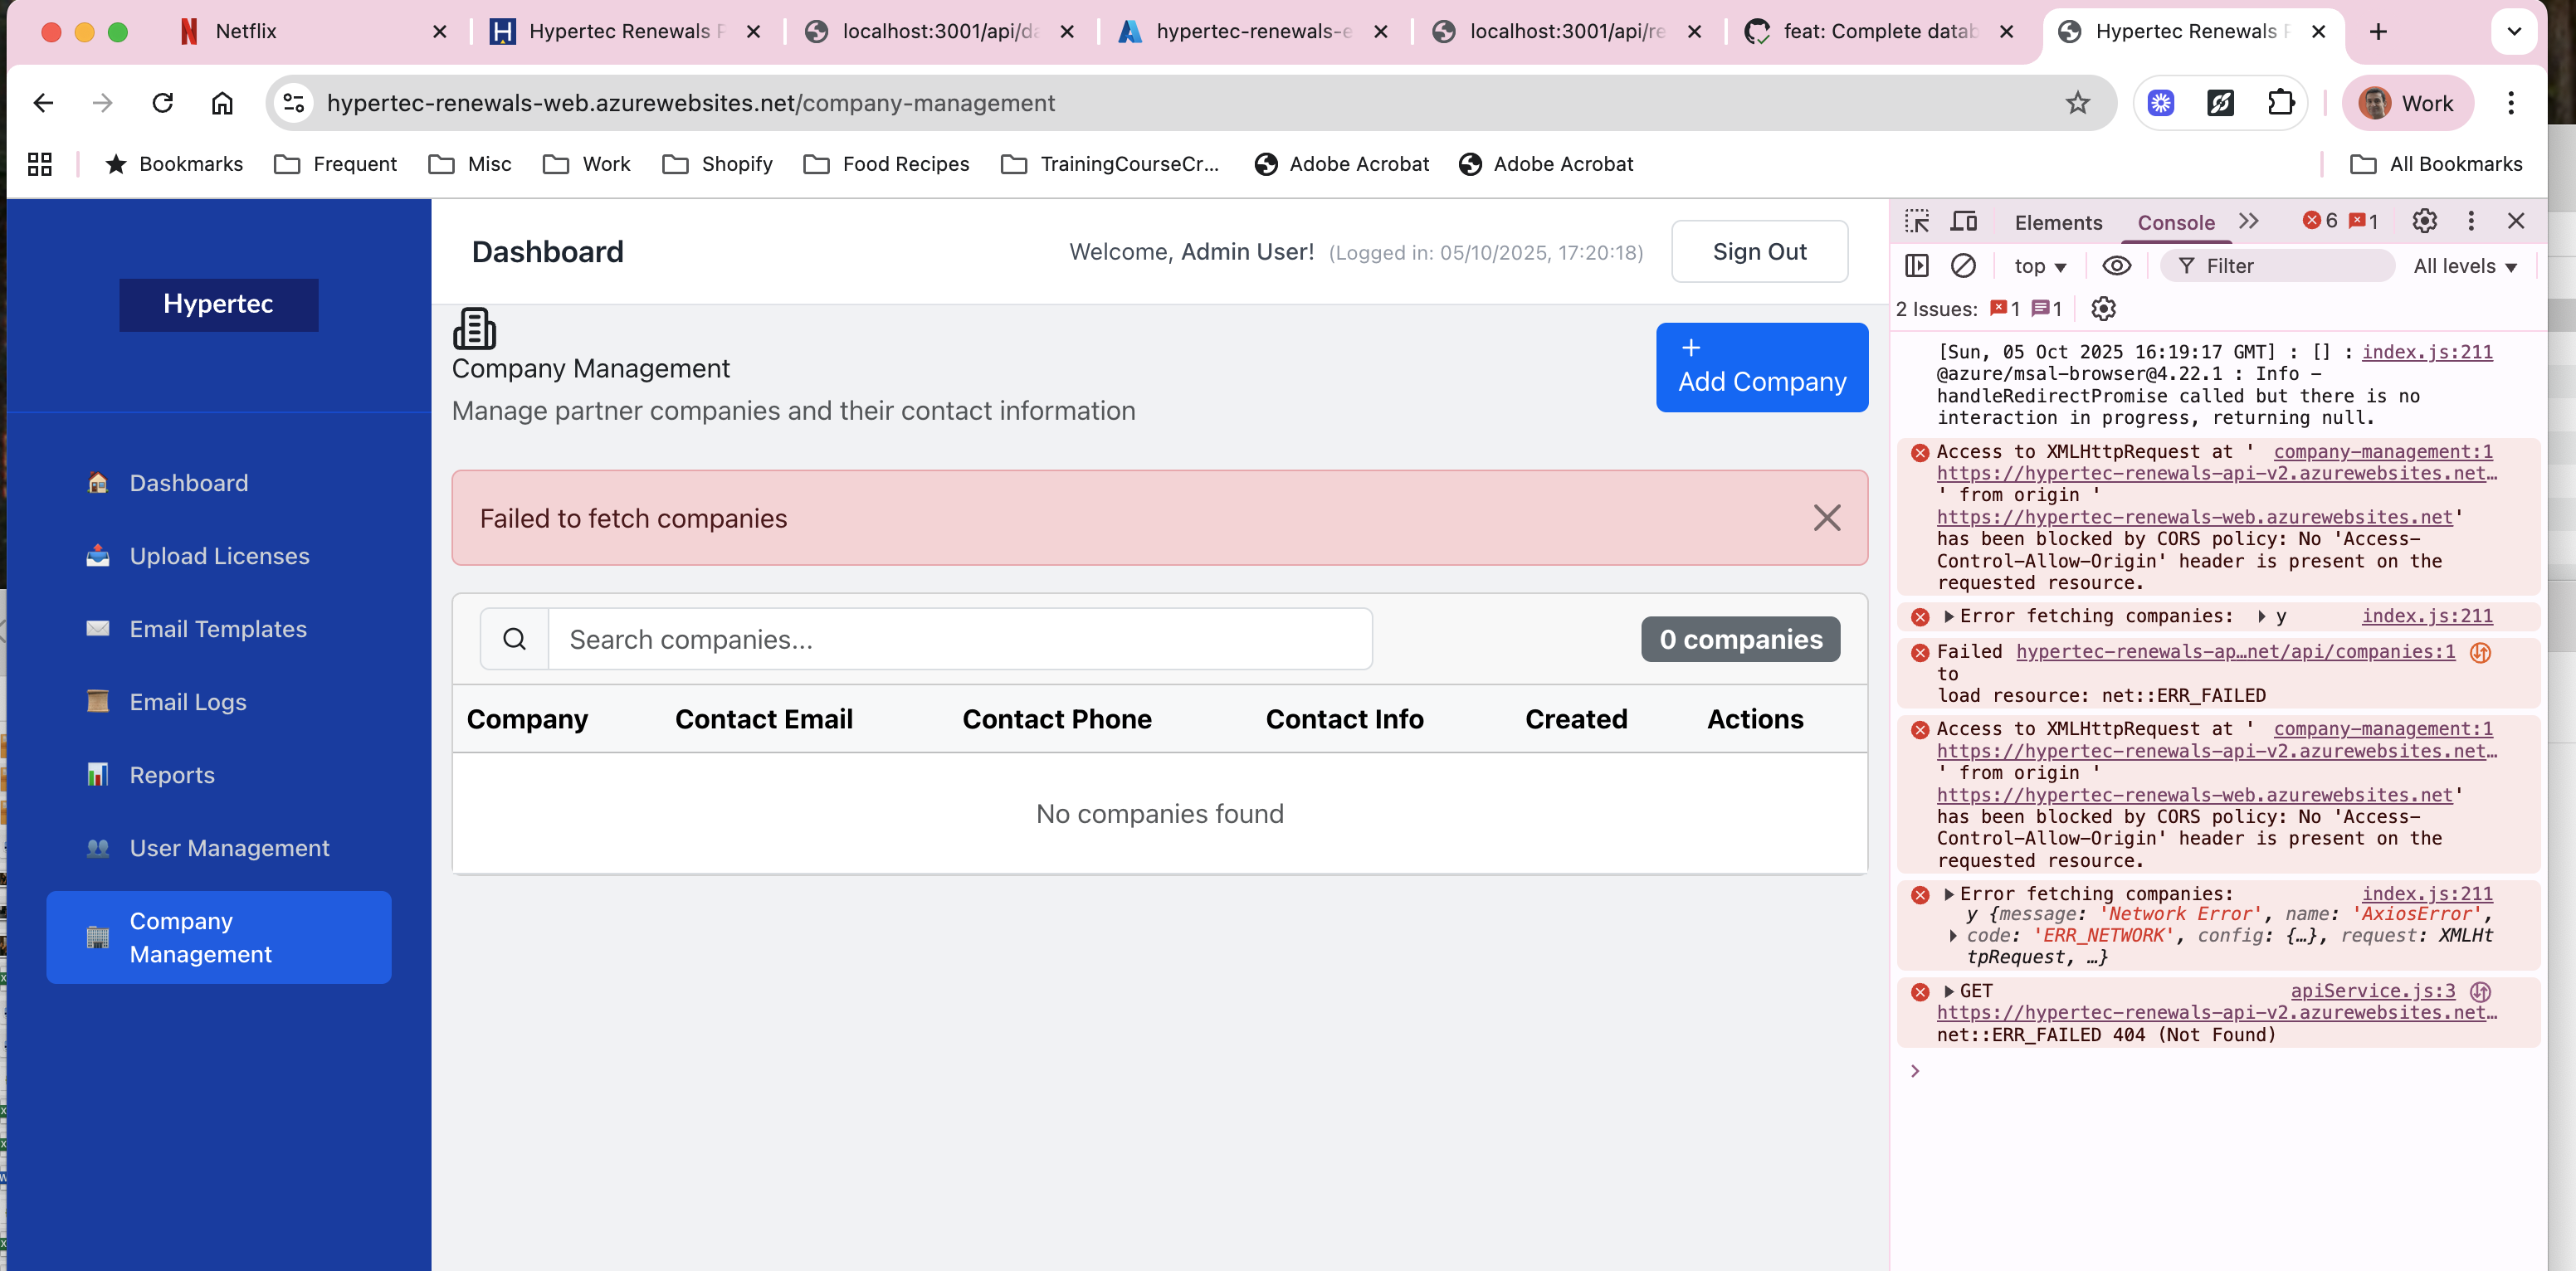 Netflix
Hypertec Renewals P
localhost:3001/api/da
hypertec-renewals-e
localhost:3001/api/re
feat: Complete datab
Hypertec Renewals P
hypertec-renewals-web.azurewebsites.net/company-management
Work
Bookmarks
Frequent
Misc
Work
Shopify
Food Recipes
TrainingCourseCr...
Adobe Acrobat
Adobe Acrobat
All Bookmarks
Hypertec
Dashboard
Upload Licenses
Email Templates
Email Logs
Reports
User Management
Company
Management
Dashboard
Welcome, Admin User! (Logged in: 05/10/2025, 17:20:18)
Sign Out
Company Management
Manage partner companies and their contact information
+
Add Company
Failed to fetch companies
Search companies...
0 companies
Company Contact Email Contact Phone Contact Info Created Actions
No companies found
Elements Console 6 1
top Filter All levels
2 Issues: 1 1
[Sun, 05 Oct 2025 16:19:17 GMT] : [] : index.js:211
@azure/msal-browser@4.22.1 : Info -
handleRedirectPromise called but there is no
interaction in progress, returning null.
Access to XMLHttpRequest at ' company-management:1
https://hypertec-renewals-api-v2.azurewebsites.net…
' from origin '
https://hypertec-renewals-web.azurewebsites.net'
has been blocked by CORS policy: No 'Access-
Control-Allow-Origin' header is present on the
requested resource.
Error fetching companies: y index.js:211
Failed hypertec-renewals-ap…net/api/companies:1
to
load resource: net::ERR_FAILED
Access to XMLHttpRequest at ' company-management:1
https://hypertec-renewals-api-v2.azurewebsites.net…
' from origin '
https://hypertec-renewals-web.azurewebsites.net'
has been blocked by CORS policy: No 'Access-
Control-Allow-Origin' header is present on the
requested resource.
Error fetching companies: index.js:211
y {message: 'Network Error', name: 'AxiosError',
code: 'ERR_NETWORK', config: {…}, request: XMLHt
tpRequest, …}
GET apiService.js:3
https://hypertec-renewals-api-v2.azurewebsites.net…
net::ERR_FAILED 404 (Not Found)